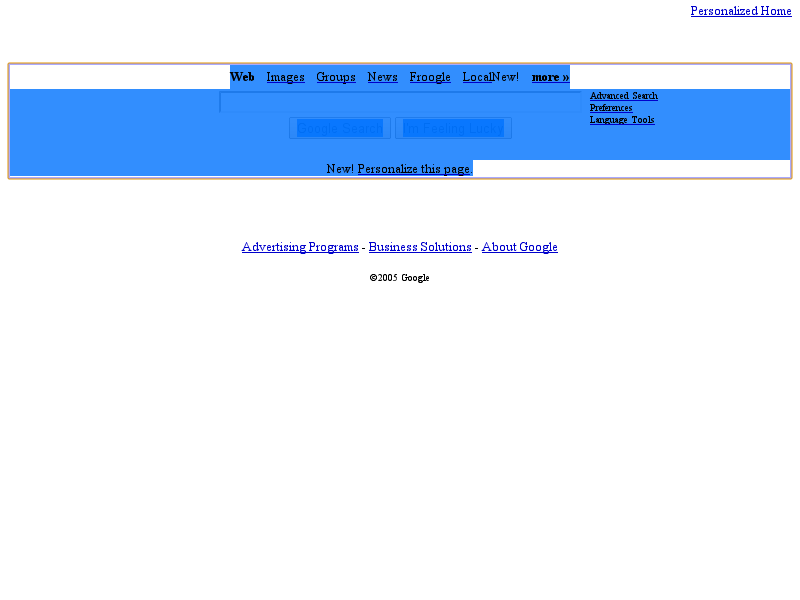 Personalized Home
Web Images Groups News Froogle LocalNew! more »
Advanced Search
Preferences
Language Tools
Google Search I'm Feeling Lucky
New! Personalize this page.
Advertising Programs - Business Solutions - About Google
©2005 Google